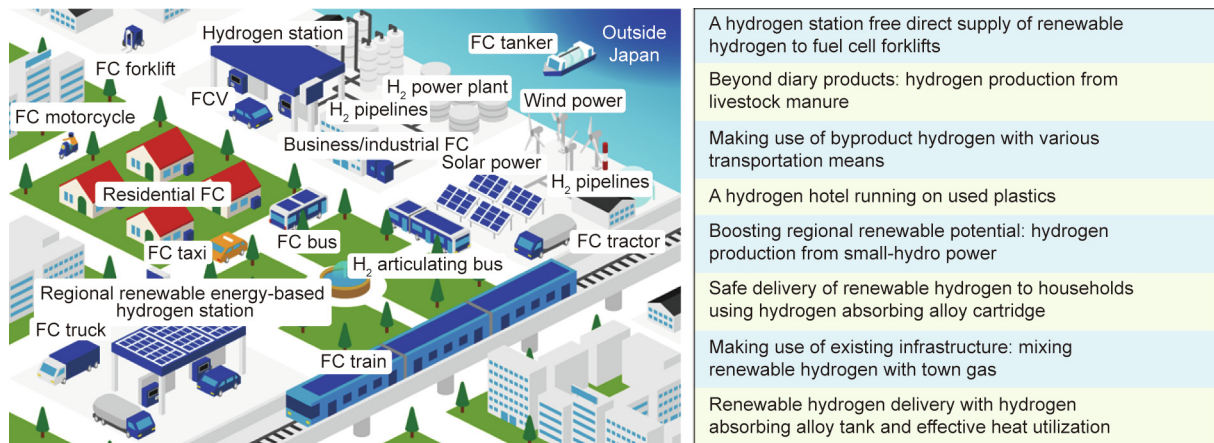 Hydrogen station
FC tanker
Outside
Japan
FC forklift
FCV
H₂ power plant
H₂ pipelines
Wind power
FC motorcycle
Business/industrial FC
Solar power
H₂ pipelines
Residential FC
FC bus
FC tractor
FC taxi
H₂ articulating bus
Regional renewable energy-based
hydrogen station
FC truck
FC train
A hydrogen station free direct supply of renewable
hydrogen to fuel cell forklifts
Beyond diary products: hydrogen production from
livestock manure
Making use of byproduct hydrogen with various
transportation means
A hydrogen hotel running on used plastics
Boosting regional renewable potential: hydrogen
production from small-hydro power
Safe delivery of renewable hydrogen to households
using hydrogen absorbing alloy cartridge
Making use of existing infrastructure: mixing
renewable hydrogen with town gas
Renewable hydrogen delivery with hydrogen
absorbing alloy tank and effective heat utilization